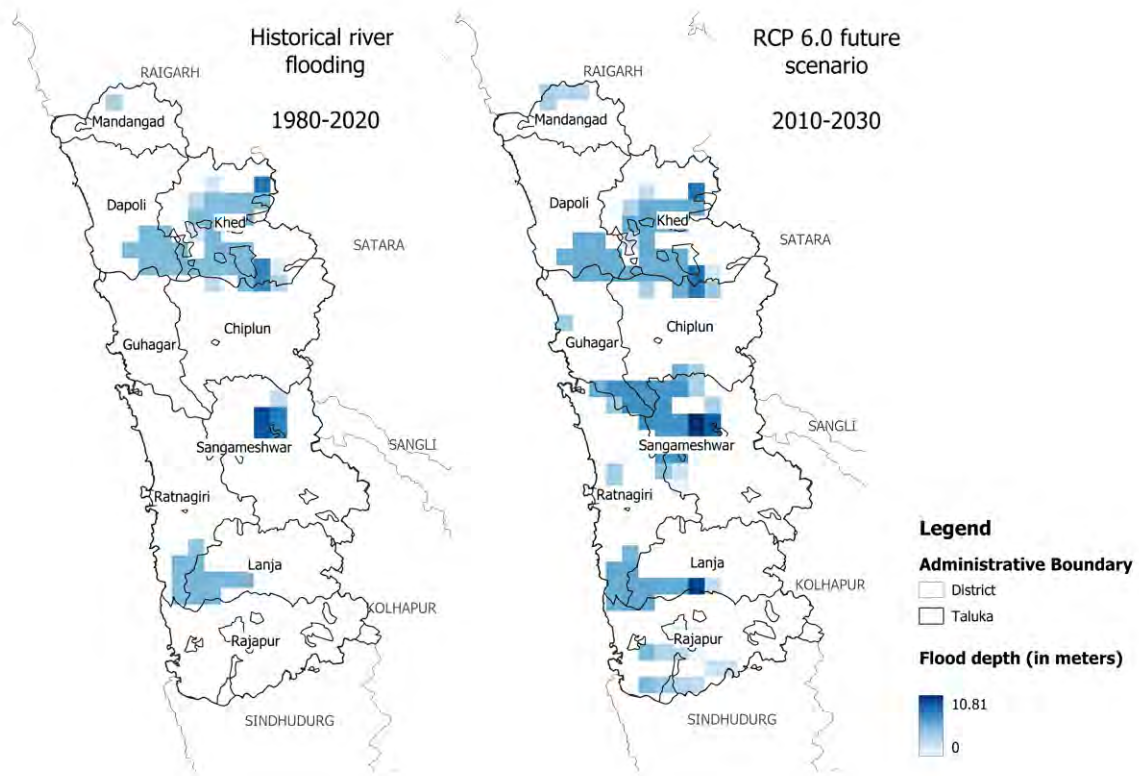 Historical river
flooding
1980-2020
RAIGARH
Mandangad
Dapoli
Khed
SATARA
Guhagar
Chiplun
Sangameshwar
SANGLI
Ratnagiri
Lanja
KOLHAPUR
Rajapur
SINDHUDURG
RCP 6.0 future
scenario
2010-2030
RAIGARH
Mandangad
Dapoli
Khed
SATARA
Guhagar
Chiplun
Sangameshwar
SANGLI
Ratnagiri
Lanja
KOLHAPUR
Rajapur
SINDHUDURG
Legend
Administrative Boundary
District
Taluka
Flood depth (in meters)
10.81
0